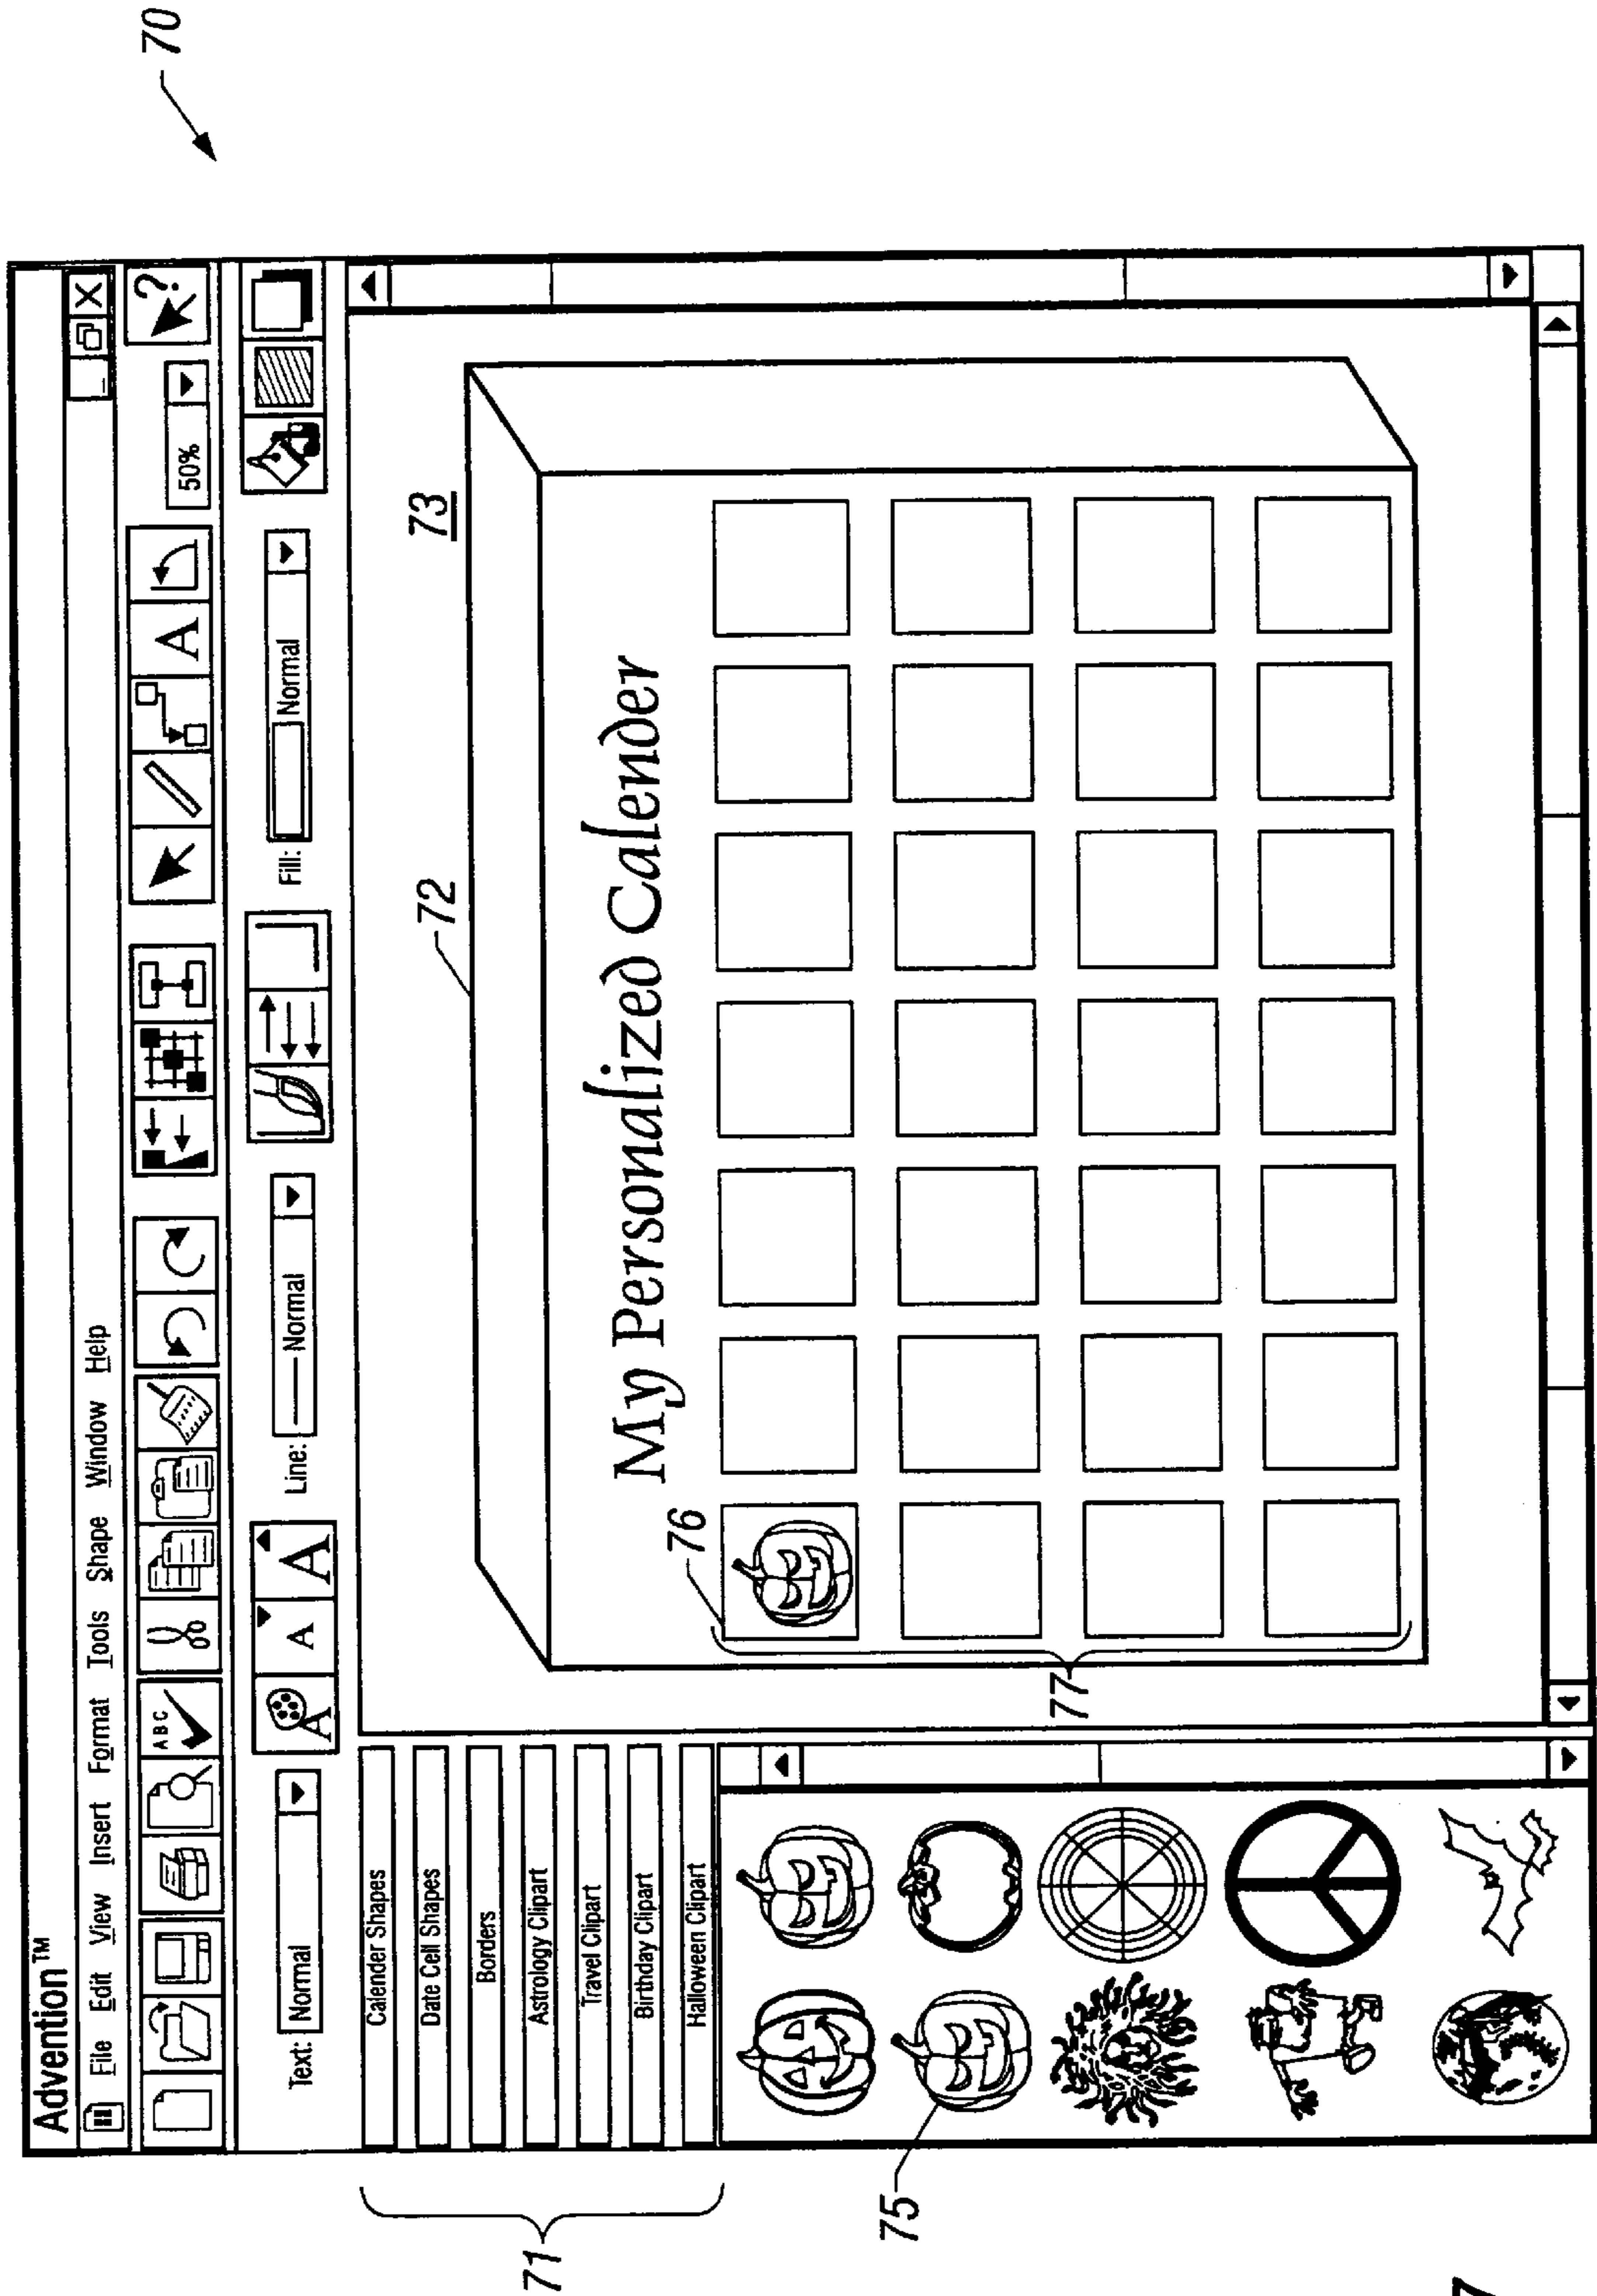 70
Advention™
File Edit View Insert Format Tools Shape Window Help
ABC
A
?
50%
Text: Normal
A A A
Line: Normal
Fill: Normal
71
Calender Shapes
Date Cell Shapes
Borders
Astrology Clipart
Travel Clipart
Birthday Clipart
Halloween Clipart
72
73
My Personalized Calender
76
75
77
7